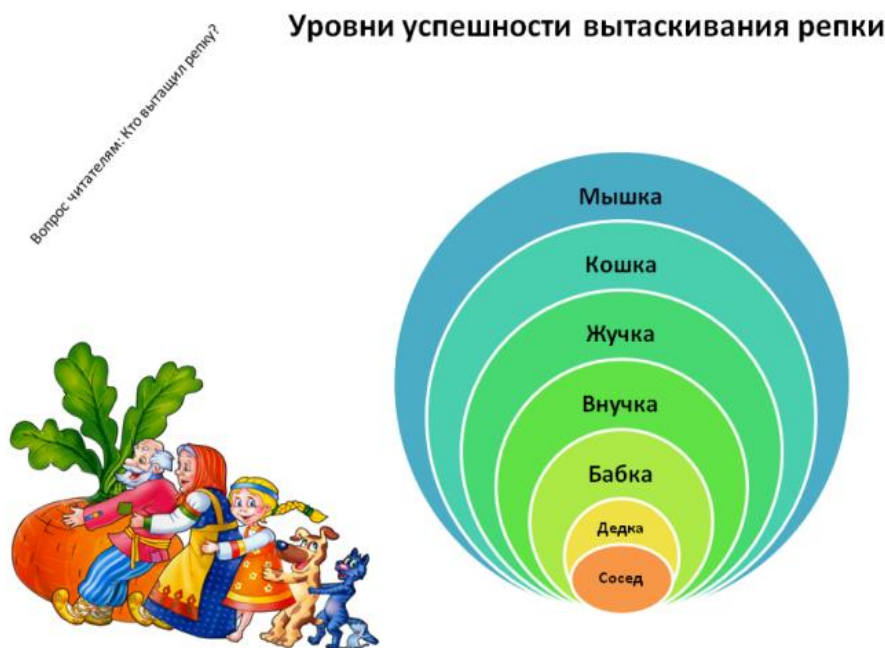 Уровни успешности вытаскивания репки
Вопрос читателям: Кто вытащил репку?
Мышка
Кошка
Жучка
Внучка
Бабка
Дедка
Сосед